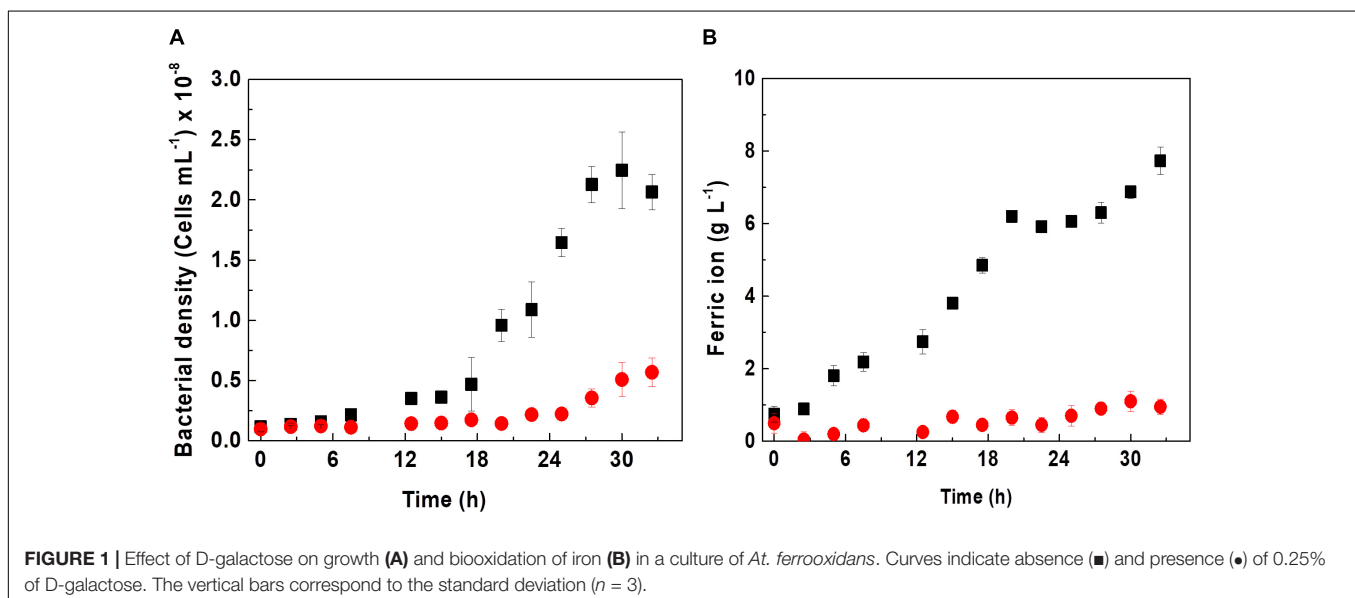 A
Bacterial density (Cells mL-1) x 10-8
3.0
2.5
2.0
1.5
1.0
0.5
0.0
0 6 12 18 24 30
Time (h)
B
Ferric ion (g L-1)
10
8
6
4
2
0
0 6 12 18 24 30
Time (h)
FIGURE 1 | Effect of D-galactose on growth (A) and biooxidation of iron (B) in a culture of At. ferrooxidans. Curves indicate absence (■) and presence (●) of 0.25%
of D-galactose. The vertical bars correspond to the standard deviation (n = 3).